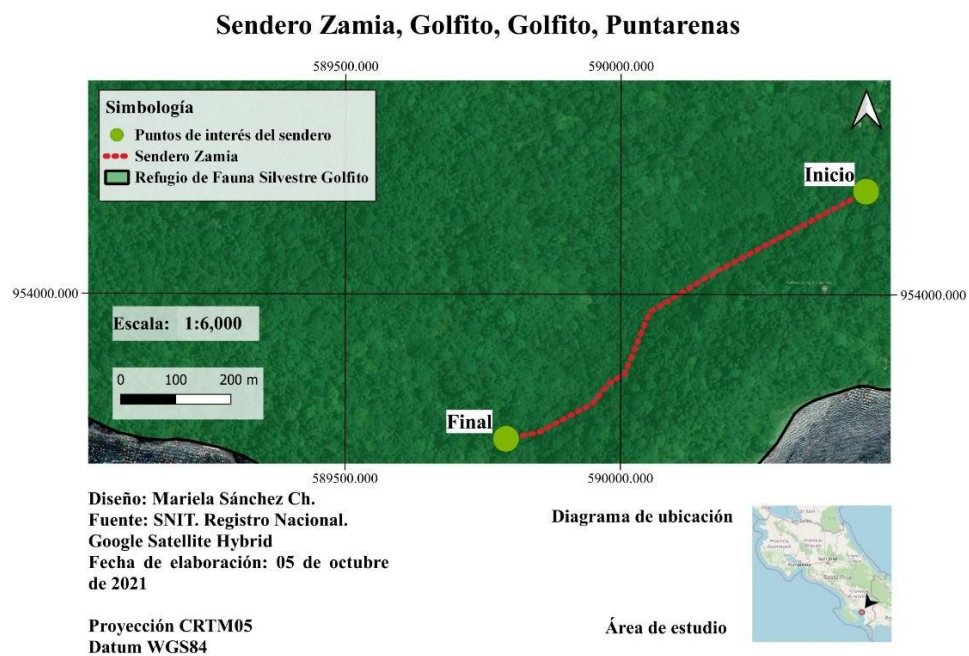 Sendero Zamia, Golfito, Golfito, Puntarenas
589500.000
590000.000
Simbología
Puntos de interés del sendero
Sendero Zamia
Refugio de Fauna Silvestre Golfito
Inicio
954000.000
954000.000
Escala: 1:6,000
0 100 200 m
Final
589500.000
590000.000
Diseño: Mariela Sánchez Ch.
Fuente: SNIT. Registro Nacional.
Google Satellite Hybrid
Fecha de elaboración: 05 de octubre
de 2021
Proyección CRTM05
Datum WGS84
Diagrama de ubicación
Costa Rica
Área de estudio